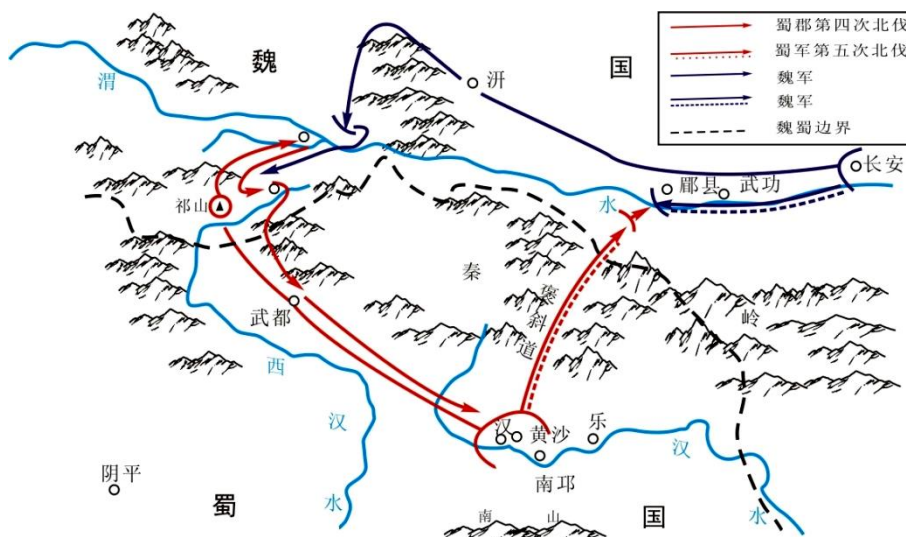 蜀郡第四次北伐
蜀军第五次北伐
魏军
魏军
魏蜀边界
魏
国
渭
汧
长安
郿县
武功
水
祁山
秦
岭
褒斜道
武都
西
汉
水
汉
黄沙
乐
南邛
汉
水
阴平
蜀
国
南
山